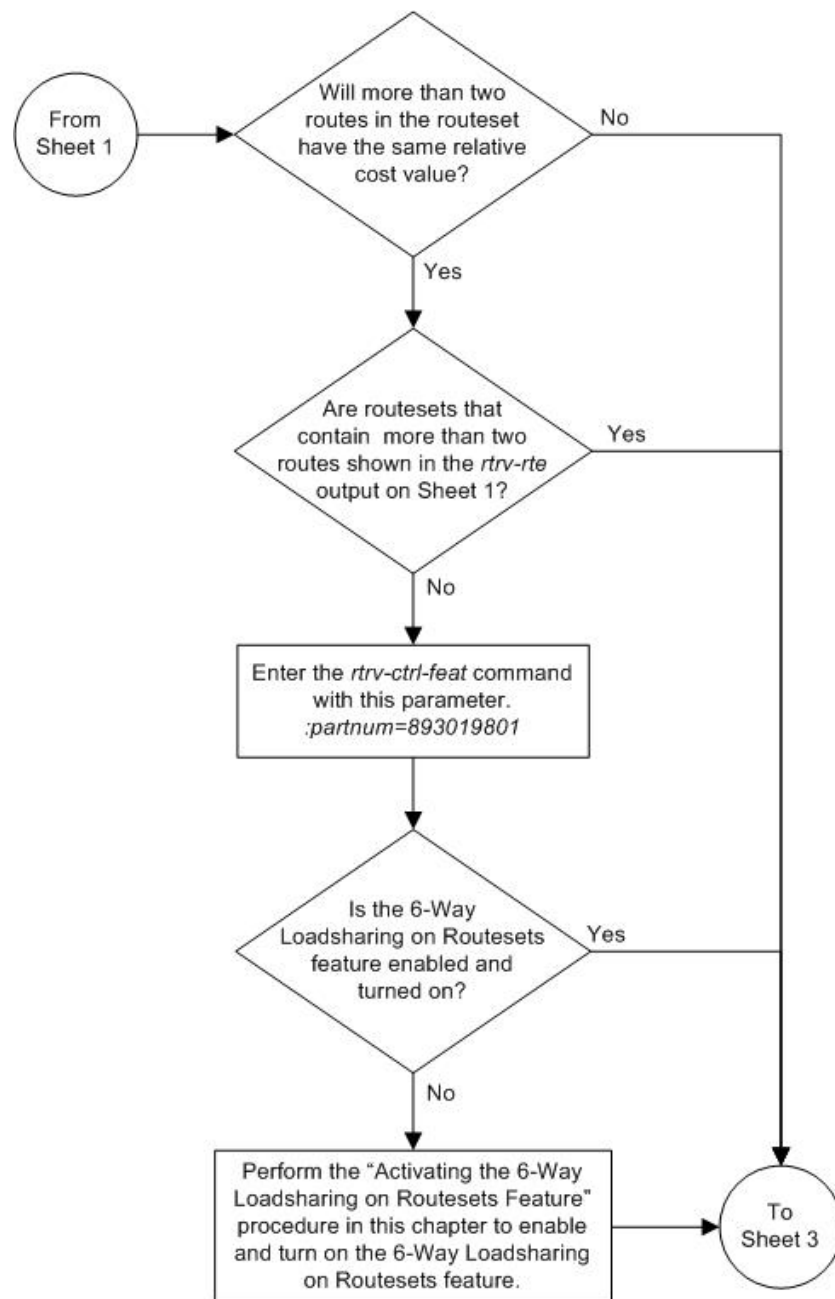 From
Sheet 1
Will more than two
routes in the routeset
have the same relative
cost value?
No
Yes
Are routesets that
contain more than two
routes shown in the rtrv-rte
output on Sheet 1?
Yes
No
Enter the rtrv-ctrl-feat command
with this parameter.
:partnum=893019801
Is the 6-Way
Loadsharing on Routesets
feature enabled and
turned on?
Yes
No
Perform the “Activating the 6-Way
Loadsharing on Routesets Feature"
procedure in this chapter to enable
and turn on the 6-Way Loadsharing
on Routesets feature.
To
Sheet 3